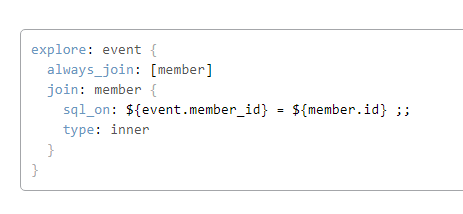 explore: event {
  always_join: [member]
  join: member {
    sql_on: ${event.member_id} = ${member.id} ;;
    type: inner
  }
}